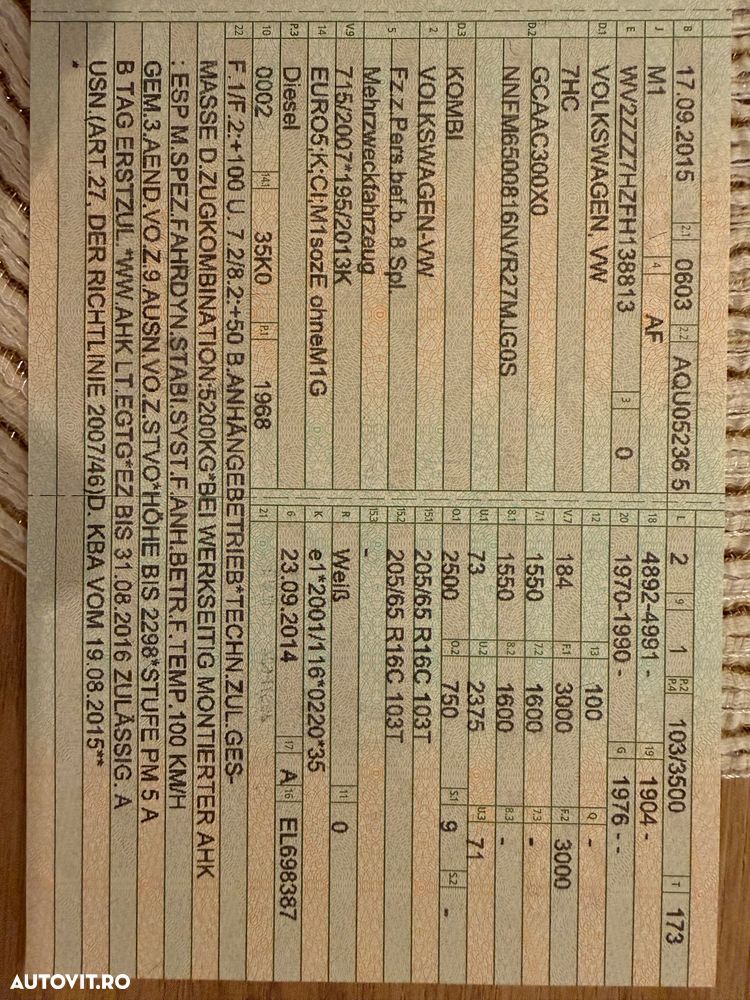 B 17.09.2015 2.1 0603 2.2 AQU05236 5
J M1 4 AF
E WV2ZZZ7HZFH138813 3 0
D.1 VOLKSWAGEN, VW
7HC
D.2 GCAAC300X0
NNFM6500816NVR27MJG0S
D.3 KOMBI
2 VOLKSWAGEN-VW
5 Fz.z.Pers.bef.b. 8 Spl.
Mehrzweckfahrzeug
V.9 715/2007*195/2013K
14 EURO5;K;CI;M1sozE ohneM1G
P.3 Diesel
10 0002 14.1 35K0 P.1 1968
L 2 9 1 P.2 P.4 103/3500 T 173
18 4892-4991 - 19 1904 -
20 1970-1990 - G 1976 - -
12 13 100 Q -
V.7 184 F.1 3000 F.2 3000
7.1 1550 7.2 1600 7.3 -
8.1 1550 8.2 1600 8.3 -
U.1 73 U.2 2375 U.3 71
O.1 2500 O.2 750 S.1 9 S.2 -
15.1 205/65 R16C 103T
15.2 205/65 R16C 103T
15.3 -
R Weiß 11 0
K e1*2001/116*0220*35
6 23.09.2014 17 A 16 EL698387
21
22 F.1/F.2:+100 U. 7.2/8.2:+50 B.ANHÄNGEBETRIEB*TECHN.ZUL.GES-
MASSE D.ZUGKOMBINATION:5200KG*BEI WERKSEITIG MONTIERTER AHK
: ESP M.SPEZ.FAHRDYN.STABI.SYST.F.ANH.BETR.F.TEMP.100 KM/H
GEM.3.AEND.VO.Z.9.AUSN.VO.Z.STVO*HÖHE BIS 2298*STUFE PM 5 A
B TAG ERSTZUL.*WW.AHK LT.EGTG*EZ BIS 31.08.2016 ZULÄSSIG. A
USN.(ART.27, DER RICHTLINIE 2007/46)D. KBA VOM 19.08.2015**
*
AUTOVIT.RO